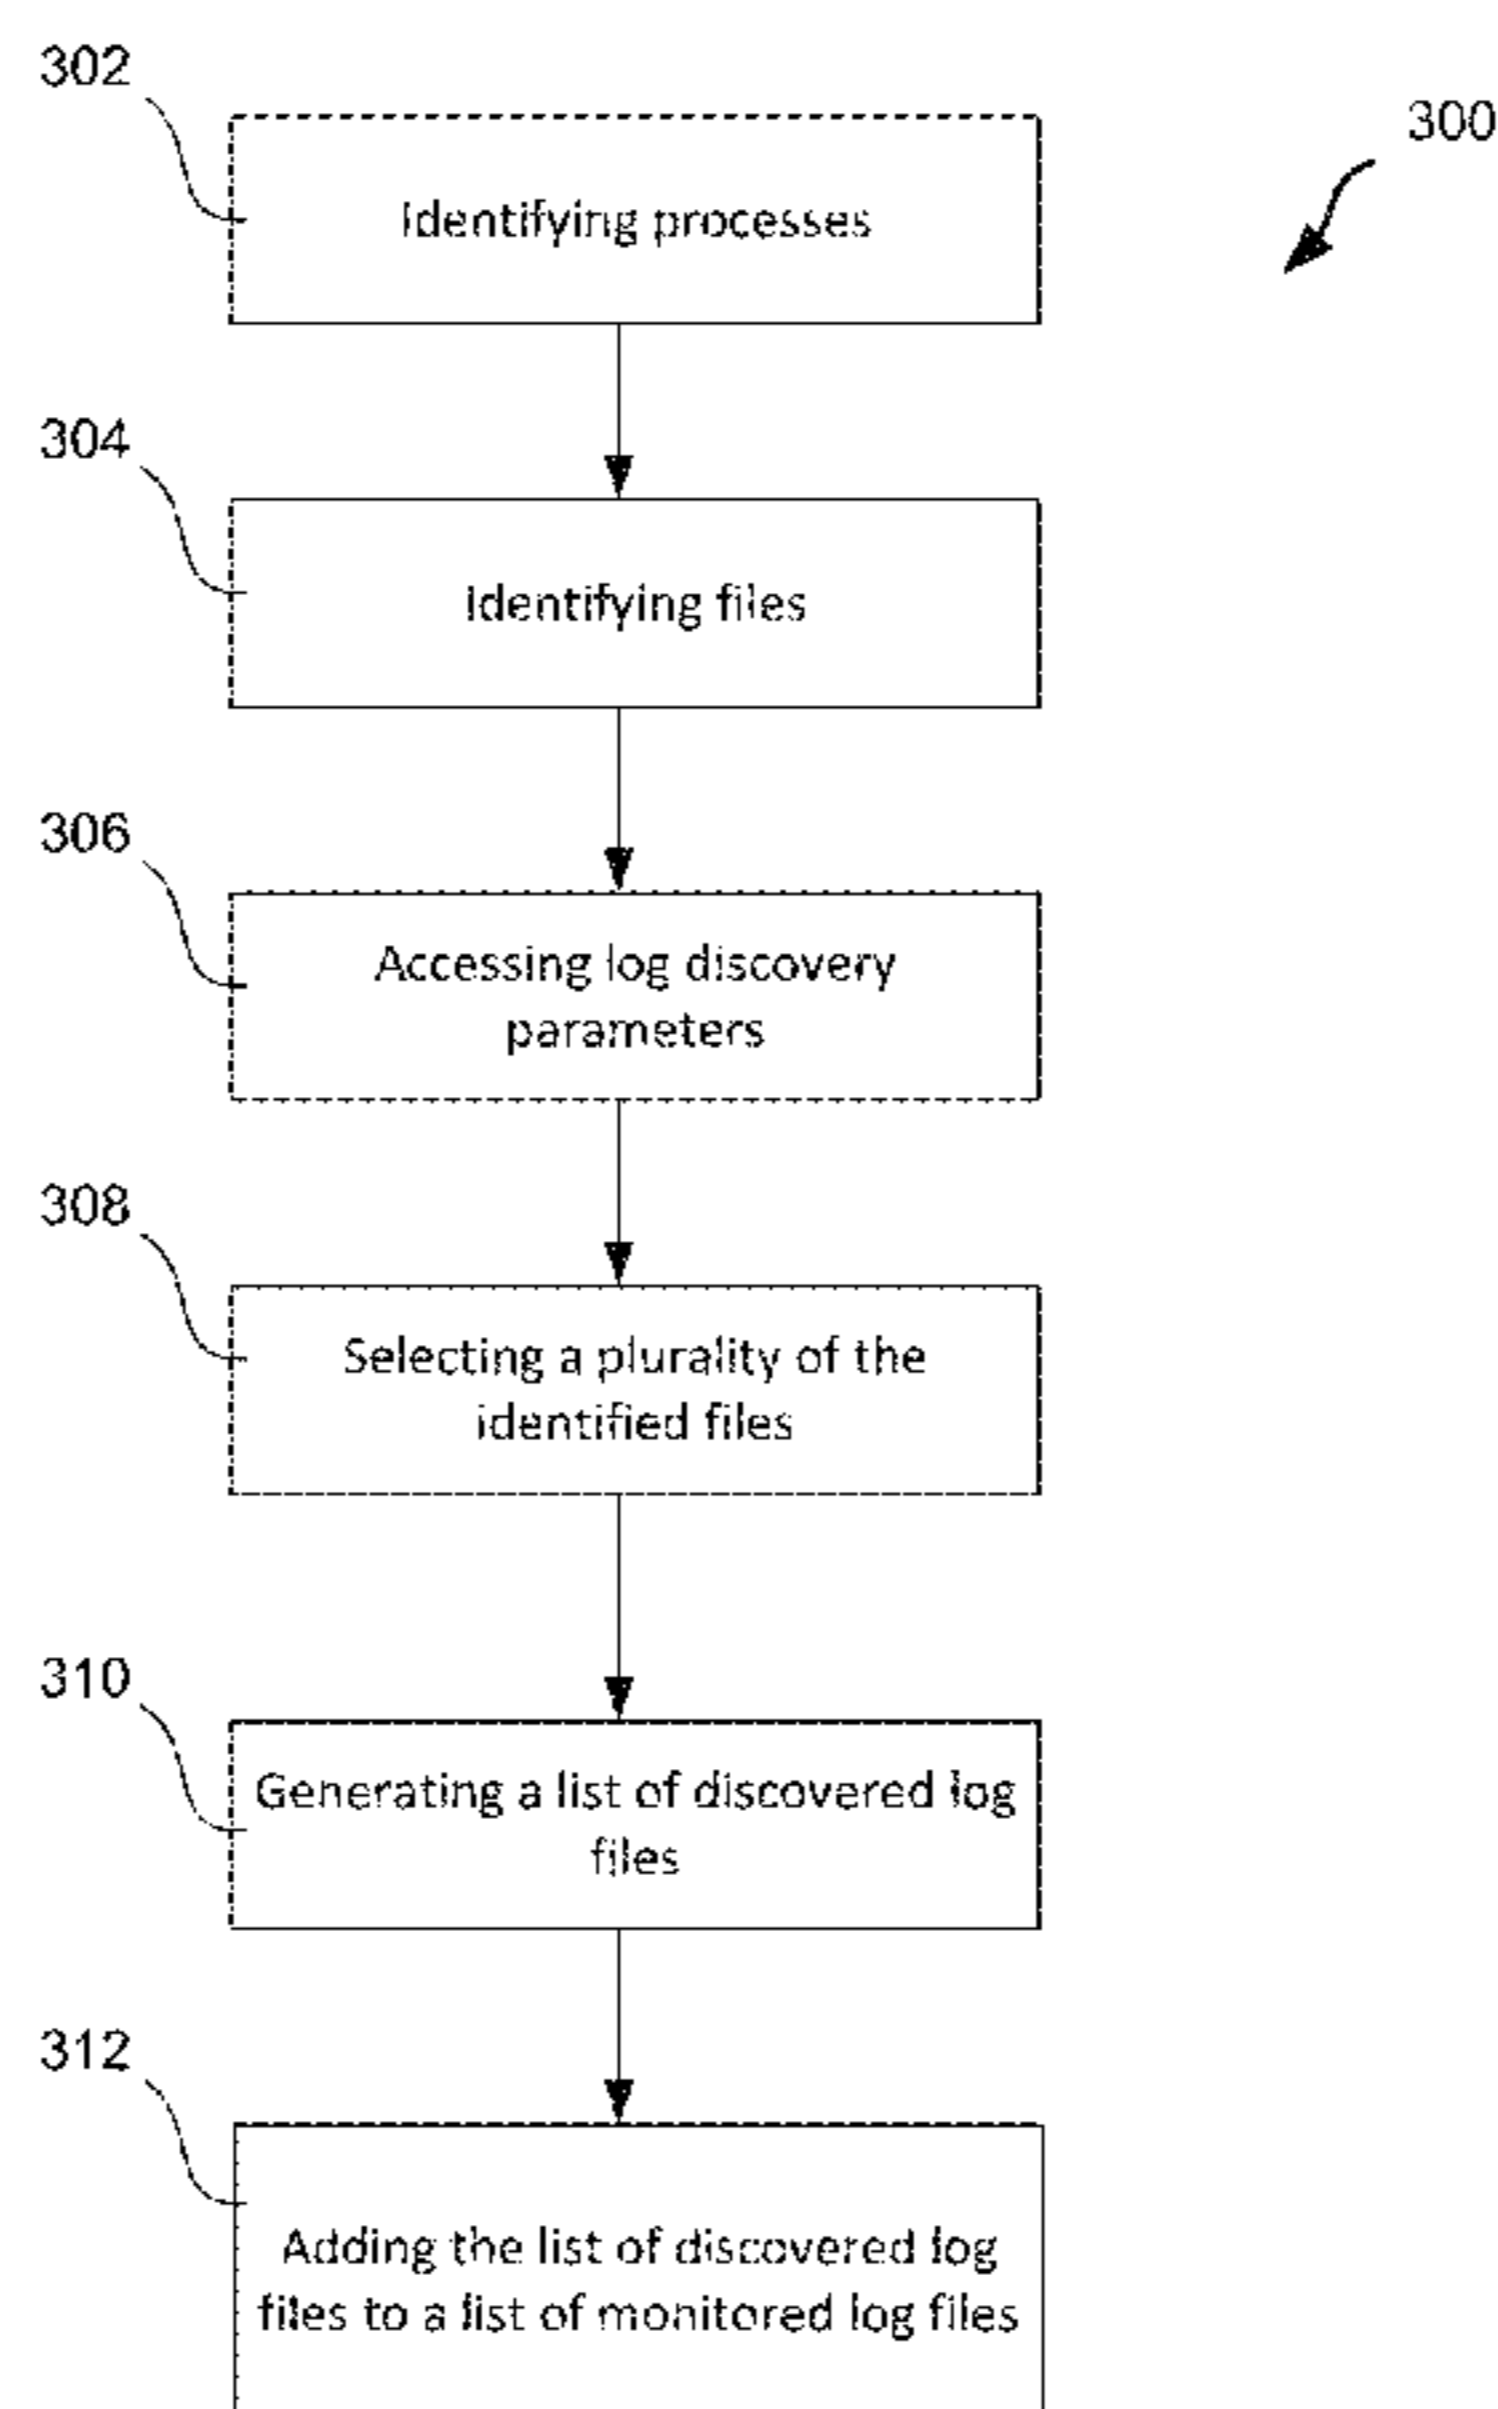 302
300
Identifying processes
304
Identifying files
306
Accessing log discovery
parameters
308
Selecting a plurality of the
identified files
310
Generating a list of discovered log
files
312
Adding the list of discovered log
files to a list of monitored log files